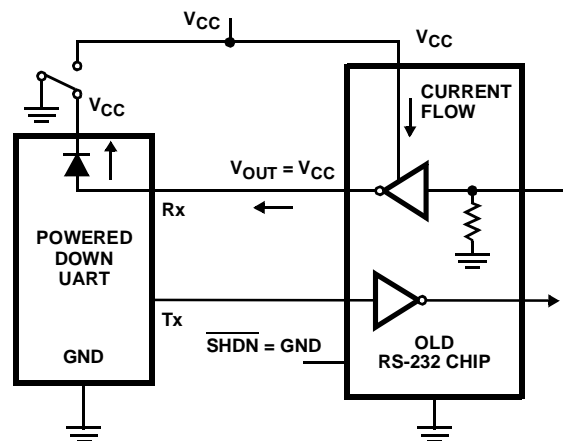 VCC
VCC
VCC
CURRENT
FLOW
VOUT = VCC
Rx
POWERED
DOWN
UART
Tx
SHDN = GND
GND
OLD
RS-232 CHIP